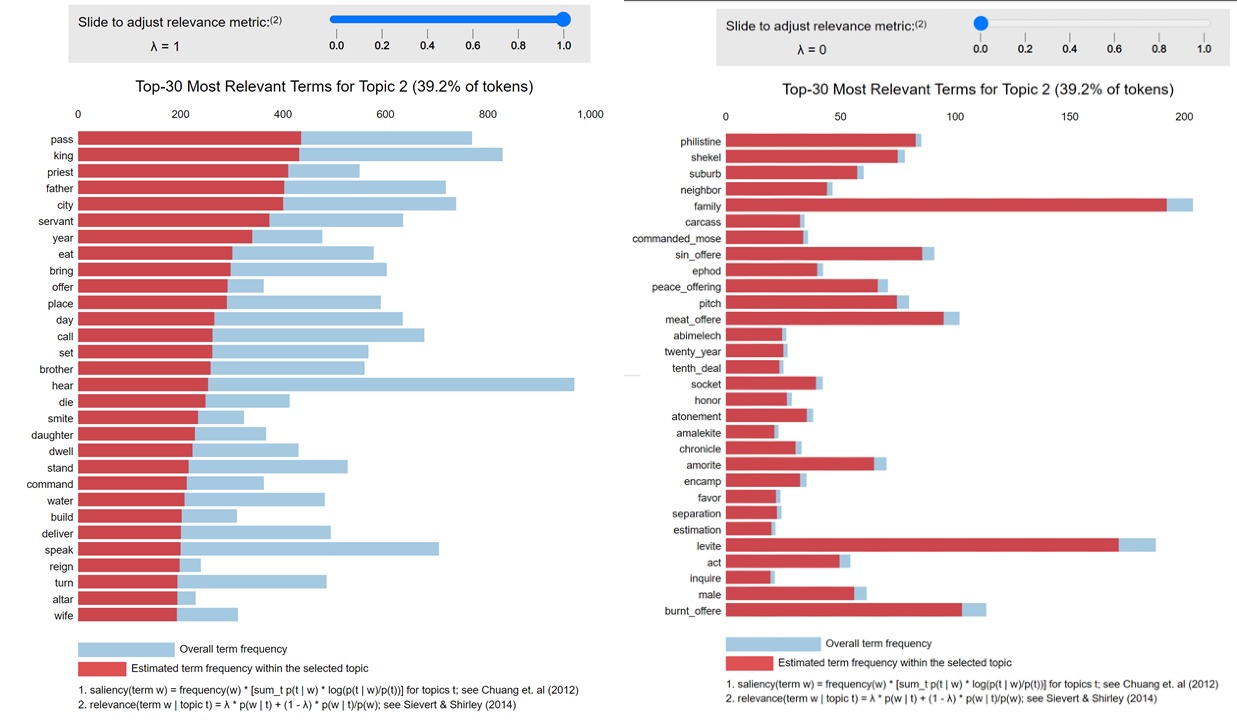 Slide to adjust relevance metric:(2)
λ = 1
0.0 0.2 0.4 0.6 0.8 1.0
Top-30 Most Relevant Terms for Topic 2 (39.2% of tokens)
0 200 400 600 800 1,000
pass
king
priest
father
city
servant
year
eat
bring
offer
place
day
call
set
brother
hear
die
smite
daughter
dwell
stand
command
water
build
deliver
speak
reign
turn
altar
wife
Overall term frequency
Estimated term frequency within the selected topic
1. saliency(term w) = frequency(w) * [sum_t p(t | w) * log(p(t | w)/p(t))] for topics t; see Chuang et. al (2012)
2. relevance(term w | topic t) = λ * p(w | t) + (1 - λ) * p(w | t)/p(w); see Sievert & Shirley (2014)
Slide to adjust relevance metric:(2)
λ = 0
0.0 0.2 0.4 0.6 0.8 1.0
Top-30 Most Relevant Terms for Topic 2 (39.2% of tokens)
0 50 100 150 200
philistine
shekel
suburb
neighbor
family
carcass
commanded_mose
sin_offere
ephod
peace_offering
pitch
meat_offere
abimelech
twenty_year
tenth_deal
socket
honor
atonement
amalekite
chronicle
amorite
encamp
favor
separation
estimation
levite
act
inquire
male
burnt_offere
Overall term frequency
Estimated term frequency within the selected topic
1. saliency(term w) = frequency(w) * [sum_t p(t | w) * log(p(t | w)/p(t))] for topics t; see Chuang et. al (2012)
2. relevance(term w | topic t) = λ * p(w | t) + (1 - λ) * p(w | t)/p(w); see Sievert & Shirley (2014)